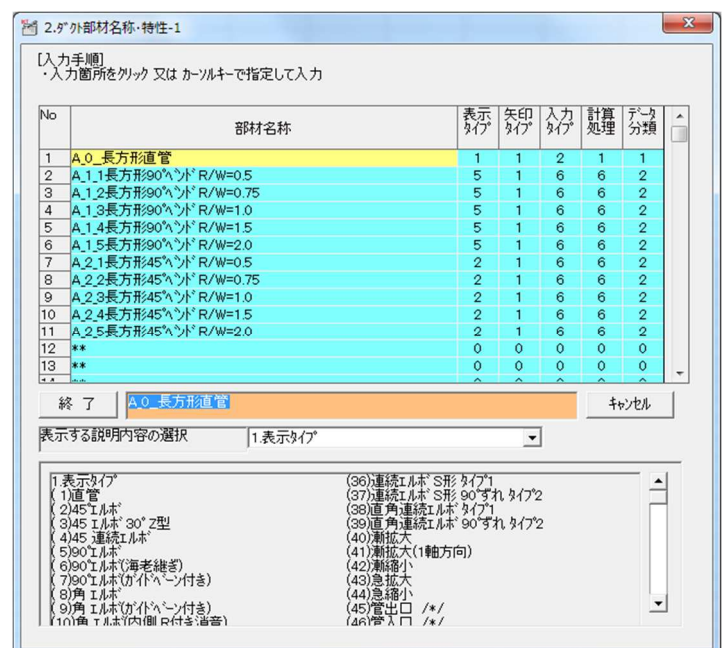 2.ﾀﾞｸﾄ部材名称･特性-1
[入力手順]
・入力箇所をｸﾘｯｸ 又は ｶｰｿﾙｷｰで指定して入力
No 部材名称 表示ﾀｲﾌﾟ 矢印ﾀｲﾌﾟ 入力ﾀｲﾌﾟ 計算処理 ﾃﾞｰﾀ分類
1 A_0_長方形直管 1 1 2 1 1
2 A_1_1長方形90°ﾍﾞﾝﾄﾞ R/W=0.5 5 1 6 6 2
3 A_1_2長方形90°ﾍﾞﾝﾄﾞ R/W=0.75 5 1 6 6 2
4 A_1_3長方形90°ﾍﾞﾝﾄﾞ R/W=1.0 5 1 6 6 2
5 A_1_4長方形90°ﾍﾞﾝﾄﾞ R/W=1.5 5 1 6 6 2
6 A_1_5長方形90°ﾍﾞﾝﾄﾞ R/W=2.0 5 1 6 6 2
7 A_2_1長方形45°ﾍﾞﾝﾄﾞ R/W=0.5 2 1 6 6 2
8 A_2_2長方形45°ﾍﾞﾝﾄﾞ R/W=0.75 2 1 6 6 2
9 A_2_3長方形45°ﾍﾞﾝﾄﾞ R/W=1.0 2 1 6 6 2
10 A_2_4長方形45°ﾍﾞﾝﾄﾞ R/W=1.5 2 1 6 6 2
11 A_2_5長方形45°ﾍﾞﾝﾄﾞ R/W=2.0 2 1 6 6 2
12 ** 0 0 0 0 0
13 ** 0 0 0 0 0
終 了 A_0_長方形直管 ｷｬﾝｾﾙ
表示する説明内容の選択 1.表示ﾀｲﾌﾟ
1.表示ﾀｲﾌﾟ
( 1)直管
( 2)45ﾟｴﾙﾎﾞ
( 3)45 ｴﾙﾎﾞ 30°Z型
( 4)45 連続ｴﾙﾎﾞ
( 5)90ﾟｴﾙﾎﾞ
( 6)90ﾟｴﾙﾎﾞ(海老継ぎ)
( 7)90ﾟｴﾙﾎﾞ(ｶﾞｲﾄﾞﾍﾞｰﾝ付き)
( 8)角 ｴﾙﾎﾞ
( 9)角 ｴﾙﾎﾞ(ｶﾞｲﾄﾞﾍﾞｰﾝ付き)
(10)角 ｴﾙﾎﾞ(内側 R付き消音)
(36)連続ｴﾙﾎﾞ S形 ﾀｲﾌﾟ1
(37)連続ｴﾙﾎﾞ S形 90°ずれ ﾀｲﾌﾟ2
(38)直角連続ｴﾙﾎﾞ ﾀｲﾌﾟ1
(39)直角連続ｴﾙﾎﾞ 90°ずれ ﾀｲﾌﾟ2
(40)漸拡大
(41)漸拡大(1軸方向)
(42)漸縮小
(43)急拡大
(44)急縮小
(45)管出口 /*/
(46)管入口 /*/